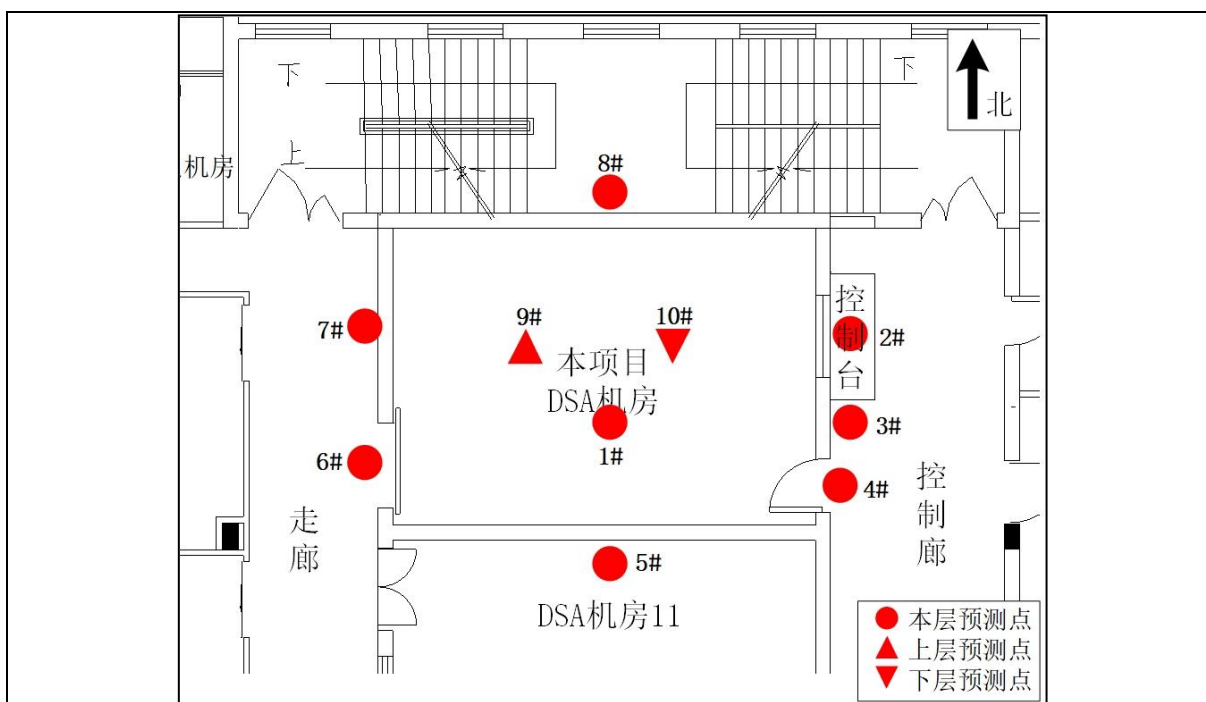 下
下
北
上
机房
8#
控制台
9#
10#
7#
2#
本项目
DSA机房
3#
1#
6#
4#
控制廊
走廊
5#
DSA机房11
本层预测点
上层预测点
下层预测点